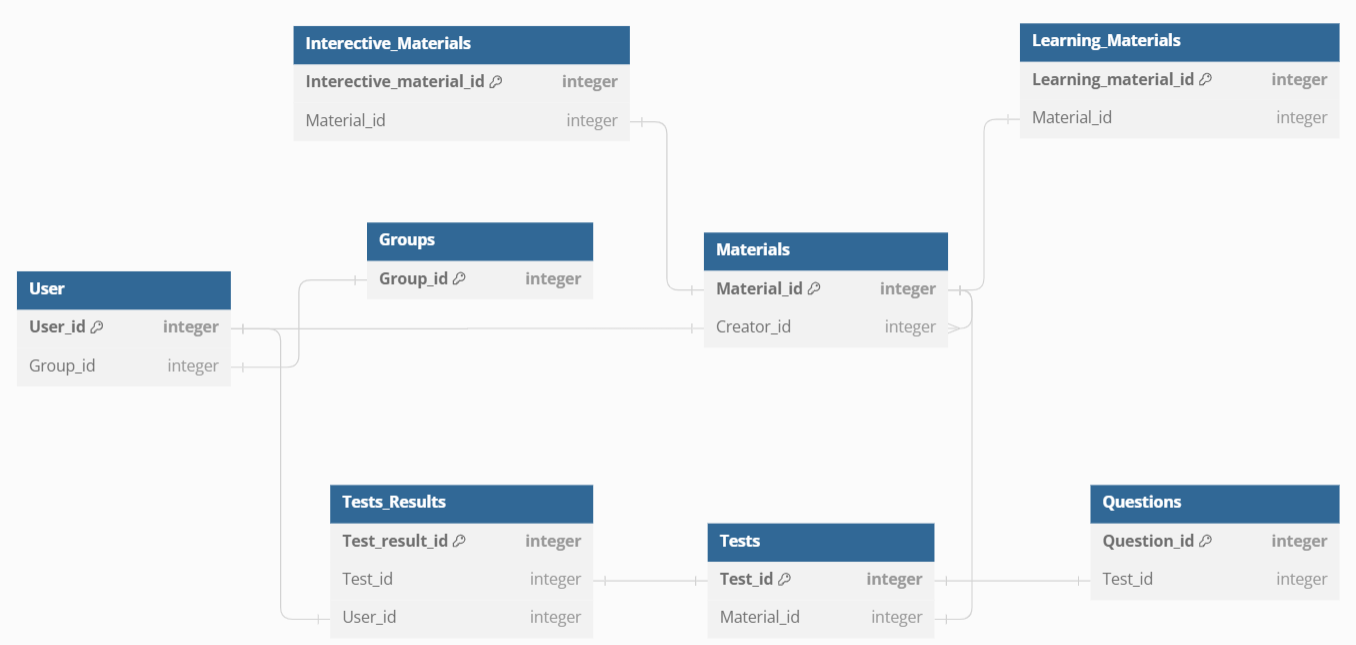 Interective_Materials
Interective_material_id integer
Material_id integer
Learning_Materials
Learning_material_id integer
Material_id integer
Groups
Group_id integer
Materials
Material_id integer
Creator_id integer
User
User_id integer
Group_id integer
Tests_Results
Test_result_id integer
Test_id integer
User_id integer
Tests
Test_id integer
Material_id integer
Questions
Question_id integer
Test_id integer